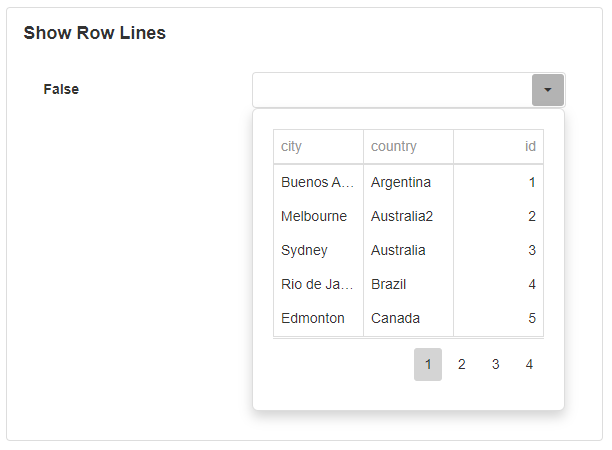 Show Row Lines
False
city country id
Buenos A... Argentina 1
Melbourne Australia2 2
Sydney Australia 3
Rio de Ja... Brazil 4
Edmonton Canada 5
1 2 3 4